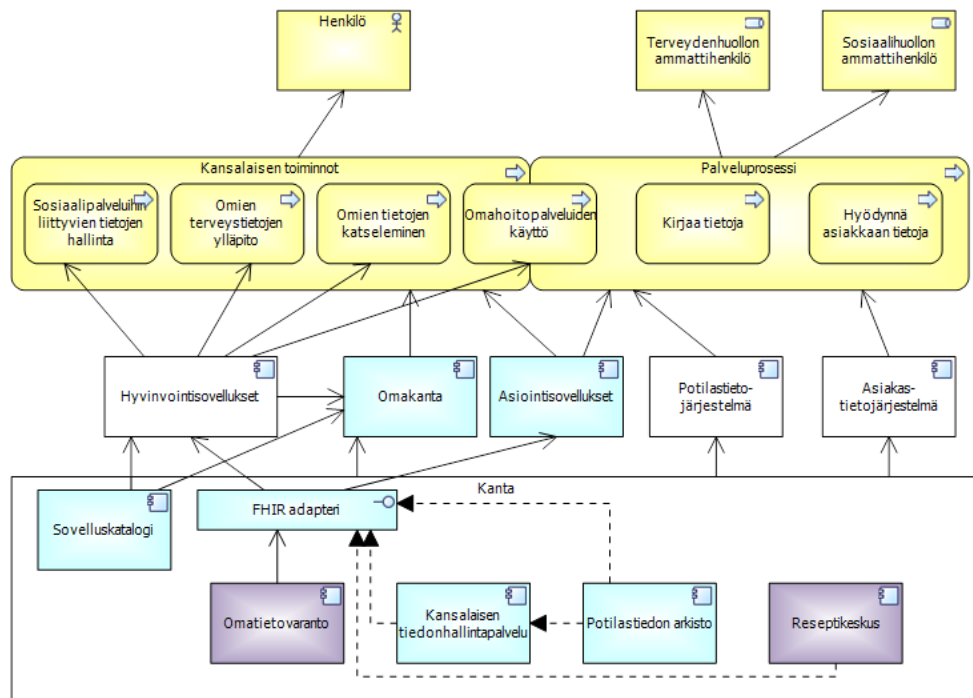 Henkilö
Terveydenhuollon
ammattihenkilö
Sosiaalihuollon
ammattihenkilö
Kansalaisen toiminnot
Sosiaalipalveluihin
liittyvien tietojen
hallinta
Omien
terveystietojen
ylläpito
Omien tietojen
katseleminen
Omahoitopalveluiden
käyttö
Palveluprosessi
Kirjaa tietoja
Hyödynnä
asiakkaan tietoja
Hyvinvointisovellukset
Omakanta
Asiointisovellukset
Potilastieto-
järjestelmä
Asiakas-
tietojärjestelmä
Kanta
Sovelluskatalogi
FHIR adapteri
Omatietovaranto
Kansalaisen
tiedonhallintapalvelu
Potilastiedon arkisto
Reseptikeskus